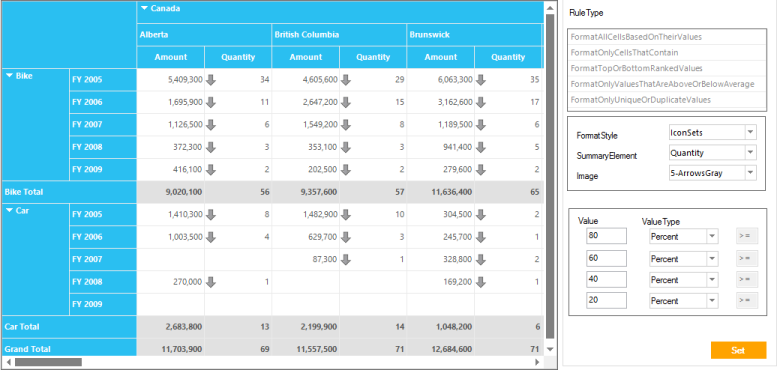 Canada
Alberta British Columbia Brunswick
Amount Quantity Amount Quantity Amount Quantity
Bike FY 2005 5,409,300 34 4,605,600 29 6,063,300 35
FY 2006 1,695,900 11 2,647,200 15 3,162,600 17
FY 2007 1,126,500 6 1,549,200 8 1,189,500 6
FY 2008 372,300 3 353,100 3 941,400 5
FY 2009 416,100 2 202,500 2 279,600 2
Bike Total 9,020,100 56 9,357,600 57 11,636,400 65
Car FY 2005 1,410,300 8 1,482,900 10 304,500 2
FY 2006 1,003,500 4 629,700 3 245,700 1
FY 2007 87,300 1 328,800 2
FY 2008 270,000 1 169,200 1
FY 2009
Car Total 2,683,800 13 2,199,900 14 1,048,200 6
Grand Total 11,703,900 69 11,557,500 71 12,684,600 71
RuleType
FormatAllCellsBasedOnTheirValues
FormatOnlyCellsThatContain
FormatTopOrBottomRankedValues
FormatOnlyValuesThatAreAboveOrBelowAverage
FormatOnlyUniqueOrDuplicateValues
FormatStyle IconSets
SummaryElement Quantity
Image 5-ArrowsGray
Value ValueType
80 Percent >=
60 Percent >=
40 Percent >=
20 Percent >=
Set